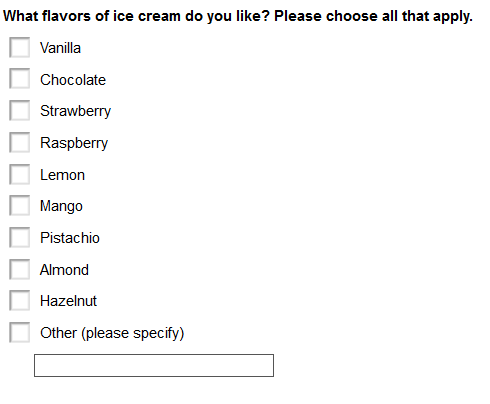 What flavors of ice cream do you like? Please choose all that apply.
Vanilla
Chocolate
Strawberry
Raspberry
Lemon
Mango
Pistachio
Almond
Hazelnut
Other (please specify)